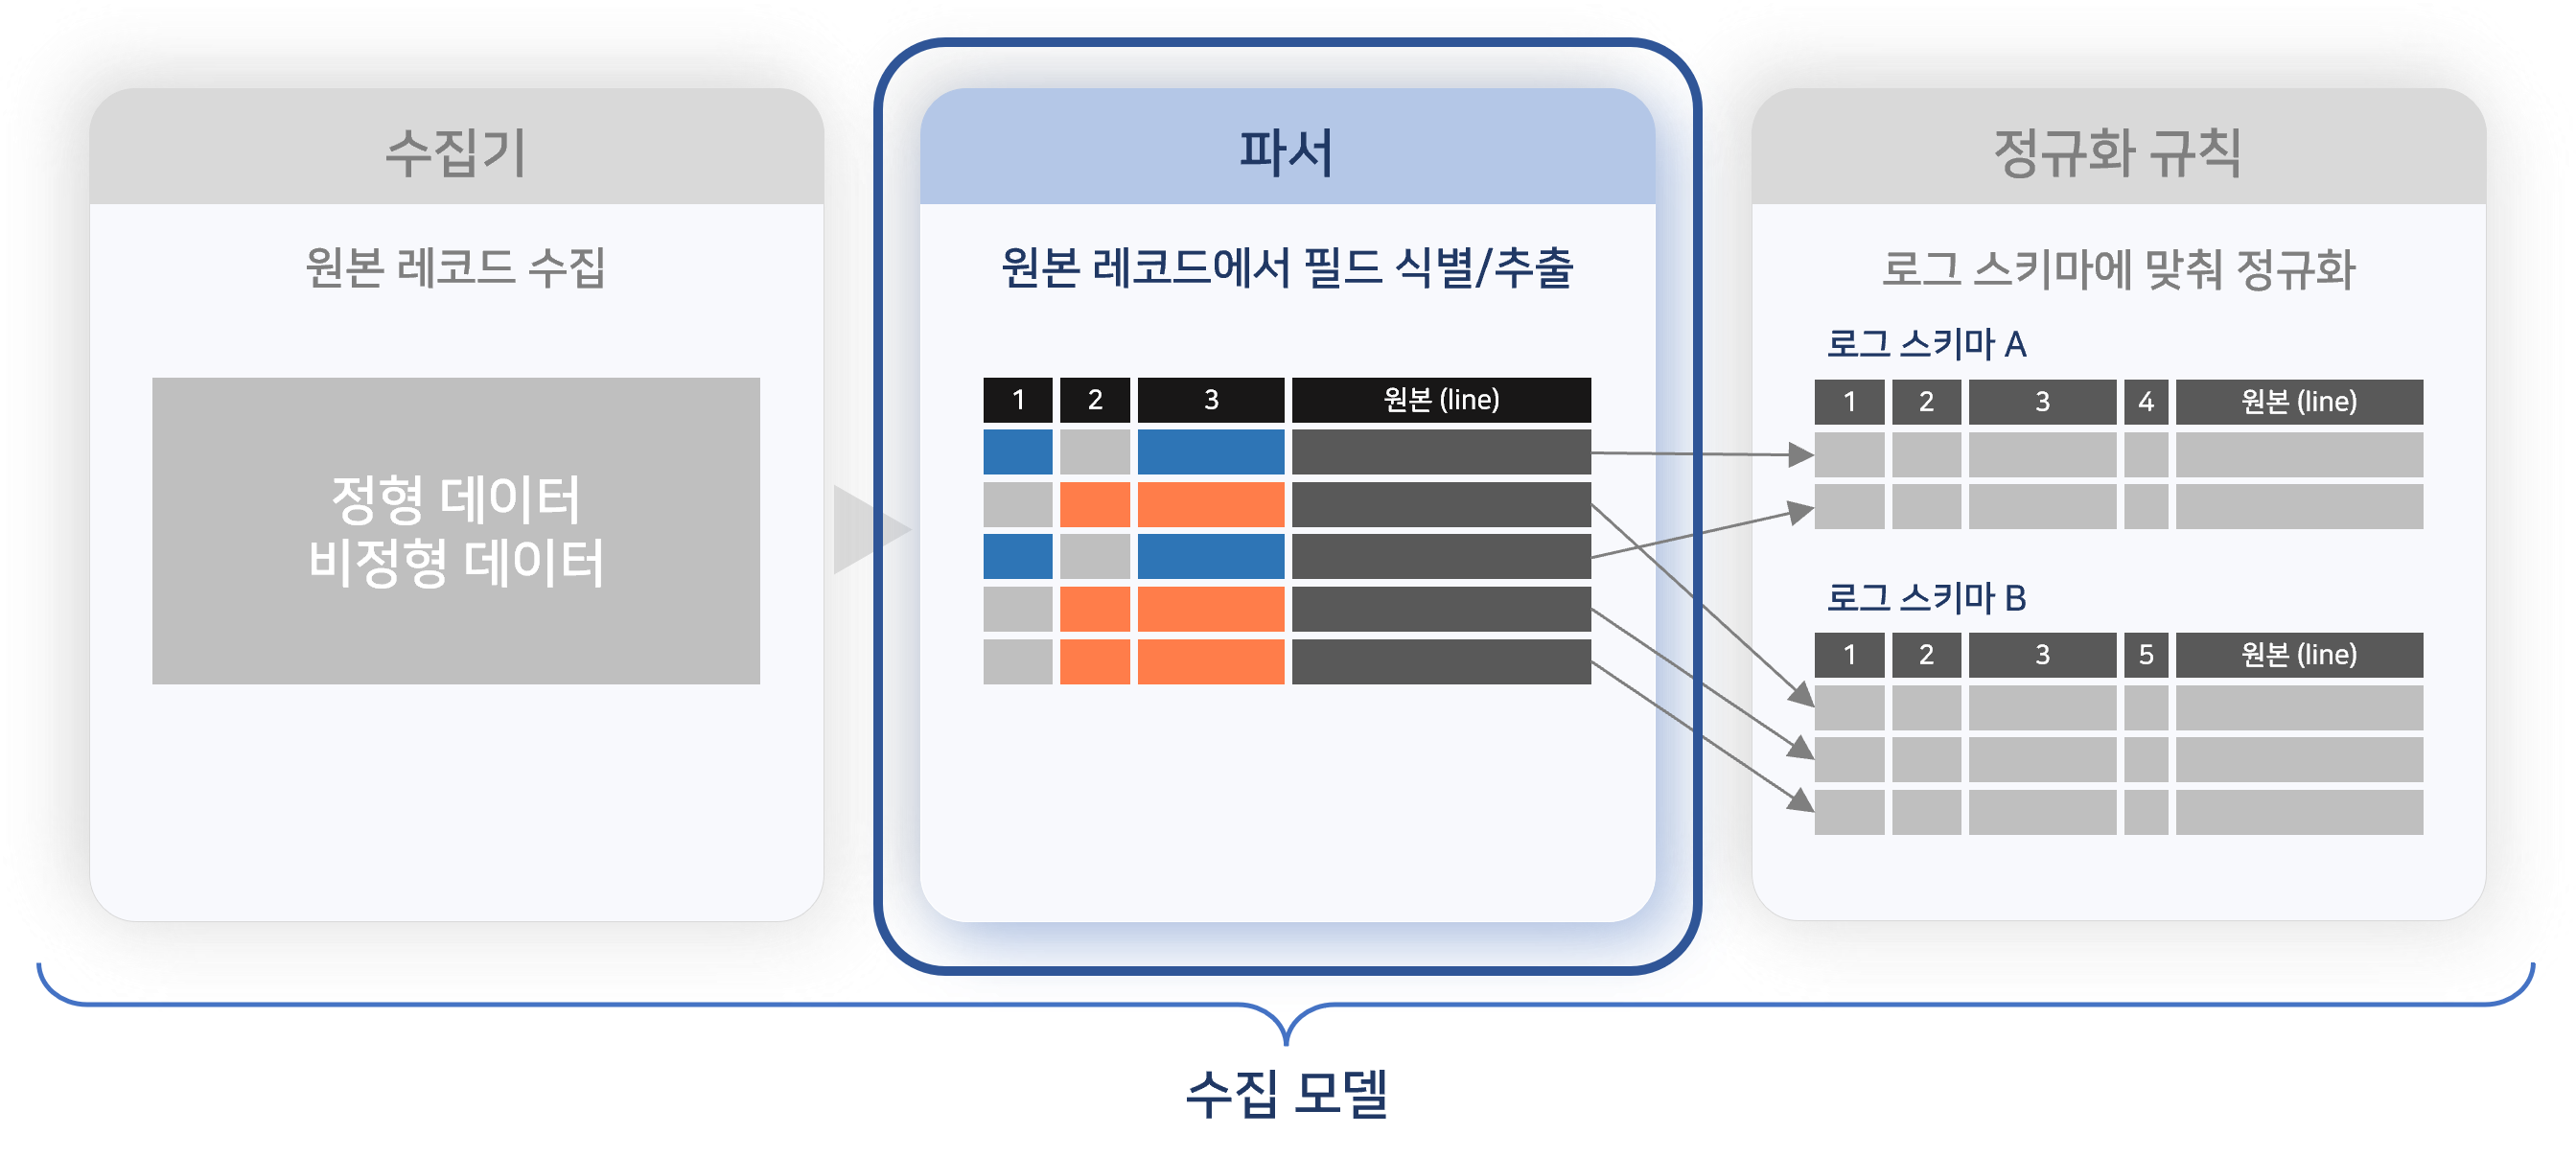 수집기
원본 레코드 수집
정형 데이터
비정형 데이터
파서
원본 레코드에서 필드 식별/추출
1 2 3 원본 (line)
정규화 규칙
로그 스키마에 맞춰 정규화
로그 스키마 A
1 2 3 4 원본 (line)
로그 스키마 B
1 2 3 5 원본 (line)
수집 모델